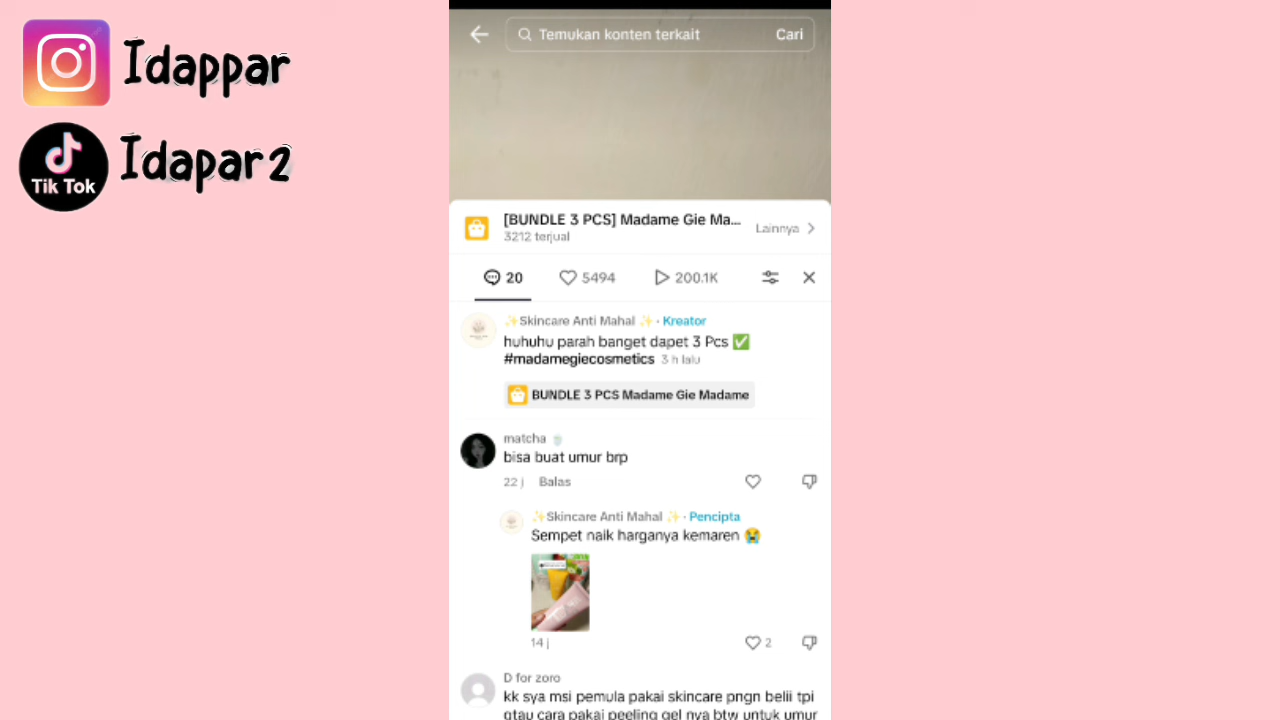 Idappar
Tik Tok
Idapar2
Temukan konten terkait
Cari
[BUNDLE 3 PCS] Madame Gie Ma...
3212 terjual
Lainnya
20
5494
200.1K
✨Skincare Anti Mahal ✨ · Kreator
huhuhu parah banget dapet 3 Pcs ✅
#madamegiecosmetics 3 h lalu
BUNDLE 3 PCS Madame Gie Madame
matcha 🍵
bisa buat umur brp
22 j Balas
✨Skincare Anti Mahal ✨ · Pencipta
Sempet naik harganya kemaren 😭
14 j
2
D for zoro
kk sya msi pemula pakai skincare pngn belii tpi
gtau cara pakai peeling gel nya btw untuk umur